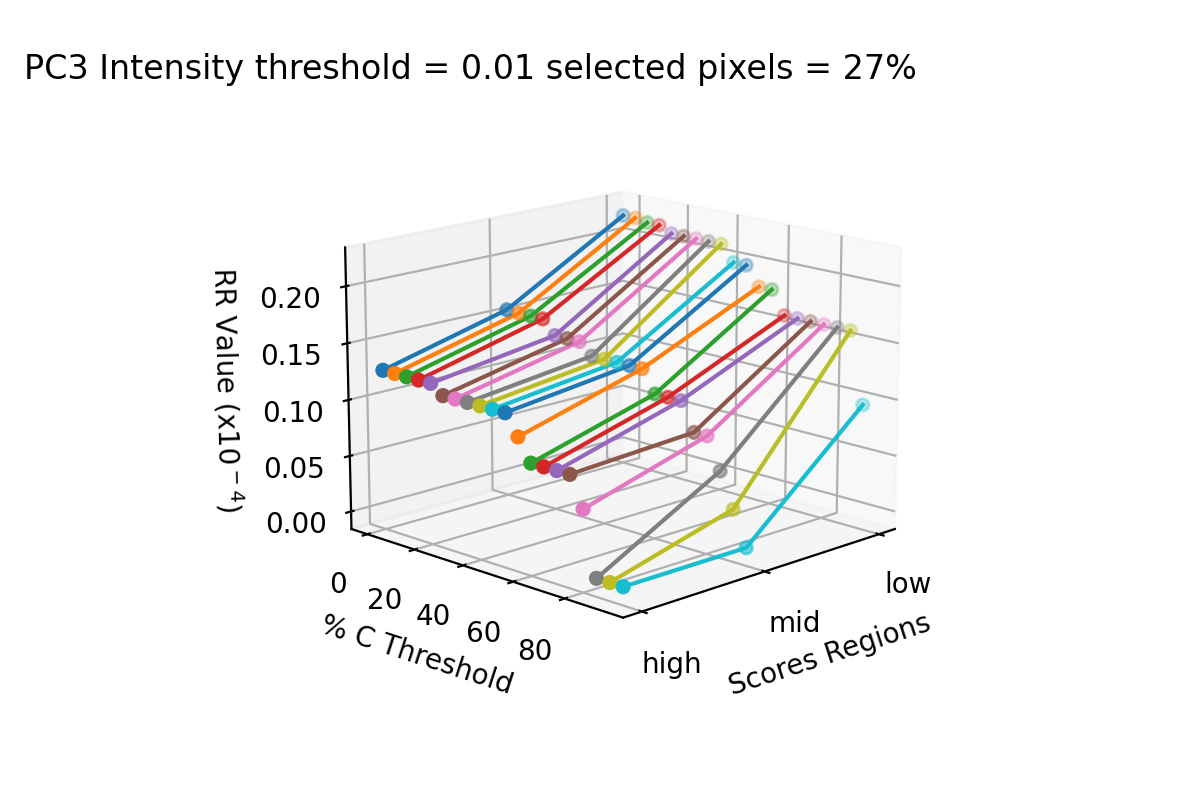 PC3 Intensity threshold = 0.01 selected pixels = 27%
RR Value (x10⁻⁴)
0.20
0.15
0.10
0.05
0.00
0
20
40
60
80
% C Threshold
low
mid
high
Scores Regions